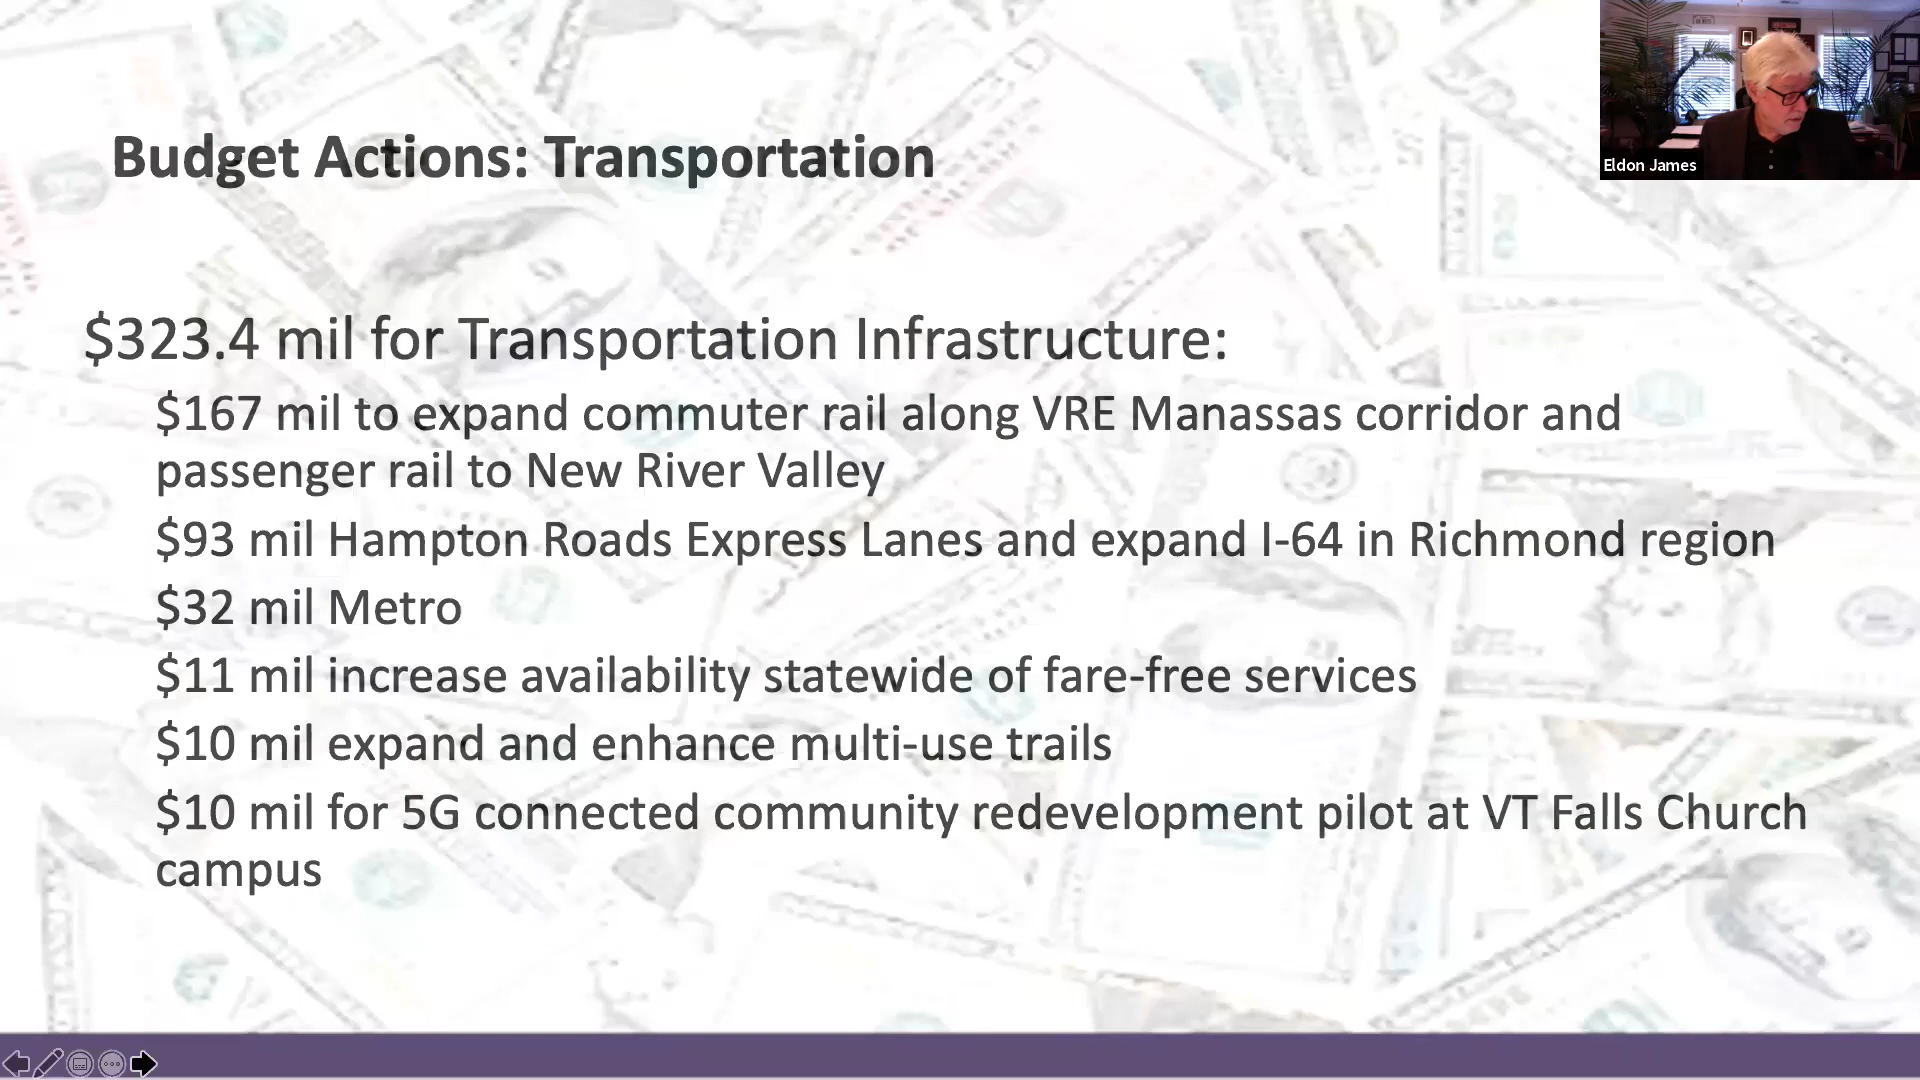 Eldon James
Budget Actions: Transportation
$323.4 mil for Transportation Infrastructure:
$167 mil to expand commuter rail along VRE Manassas corridor and
passenger rail to New River Valley
$93 mil Hampton Roads Express Lanes and expand I-64 in Richmond region
$32 mil Metro
$11 mil increase availability statewide of fare-free services
$10 mil expand and enhance multi-use trails
$10 mil for 5G connected community redevelopment pilot at VT Falls Church
campus